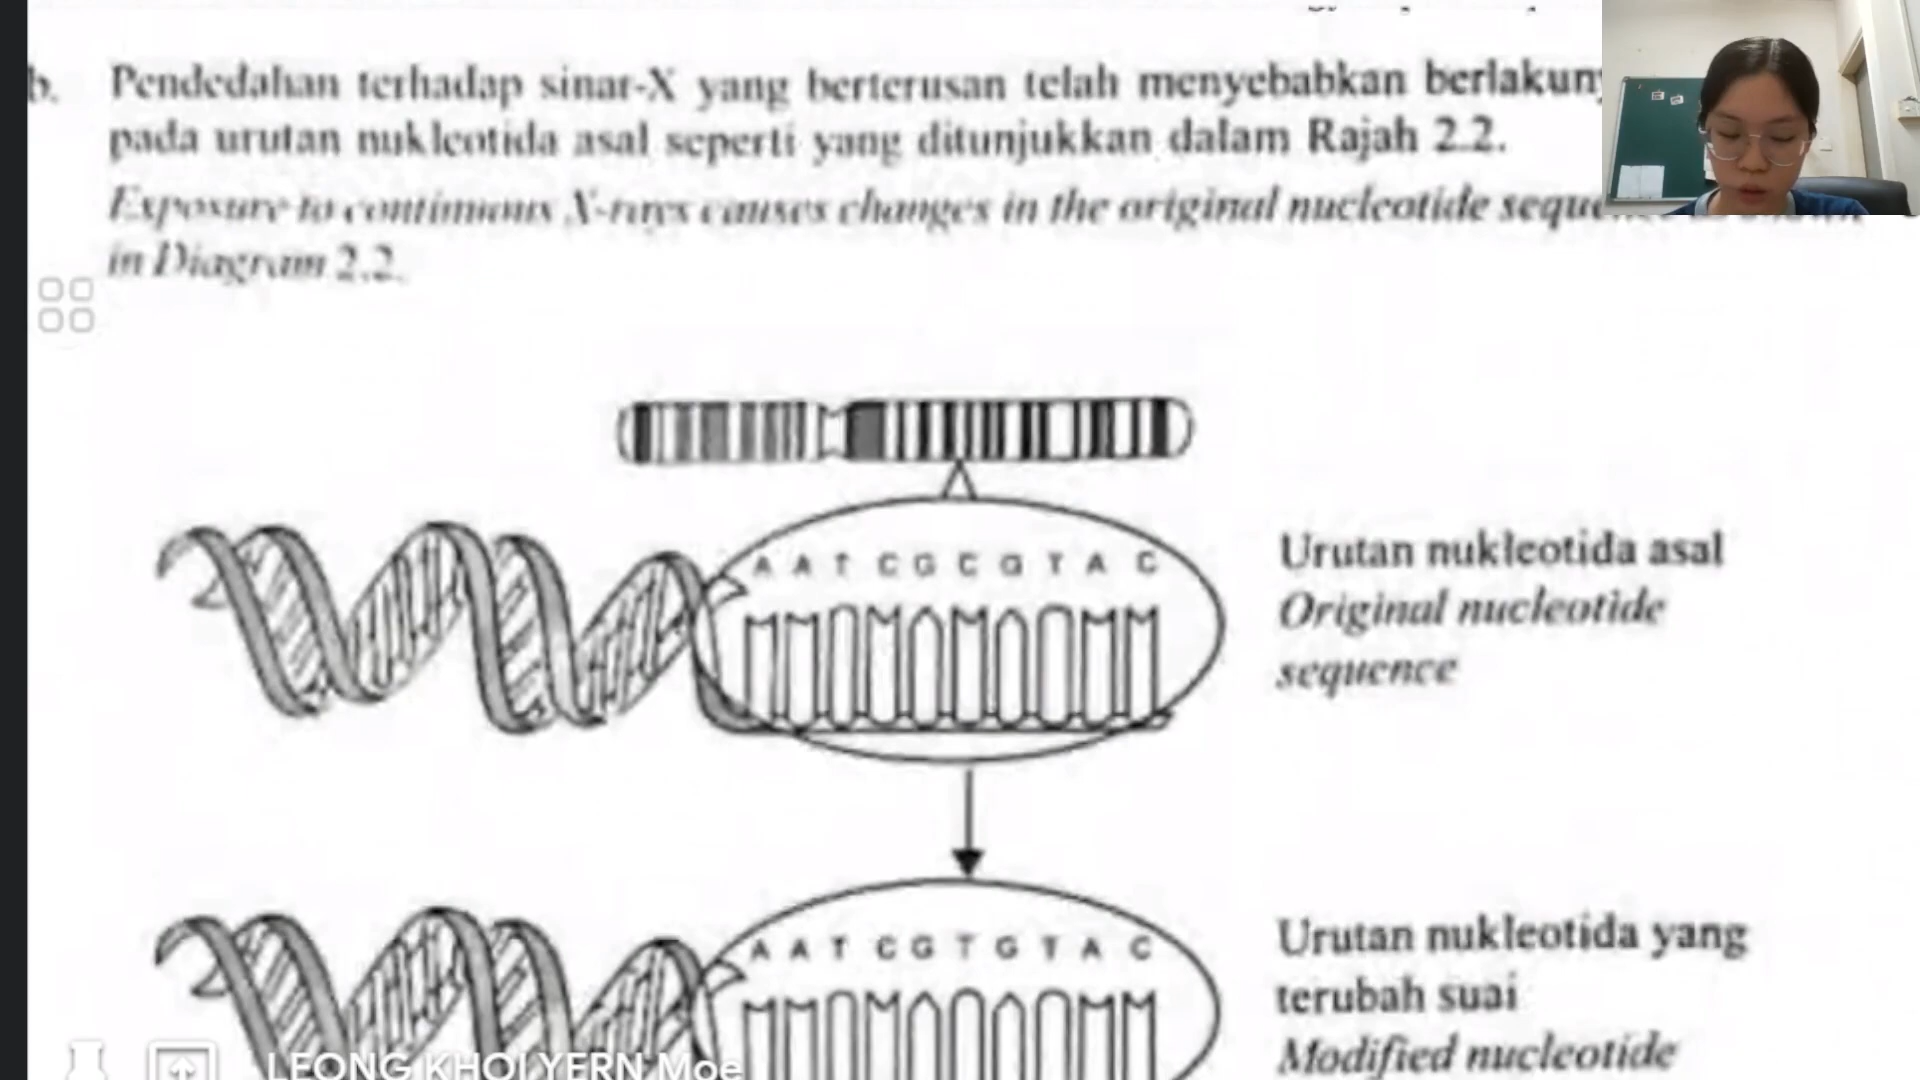 b. Pendedahan terhadap sinar-X yang berterusan telah menyebabkan
pada urutan nukleotida asal seperti yang ditunjukkan dalam Rajah 2.2.
Exposure to continuous X-rays causes changes in the original nucleotide
in Diagram 2.2.
A A T C G C G T A C
Urutan nukleotida asal
Original nucleotide
sequence
A A T C G T G T A C
Urutan nukleotida yang
terubah suai
Modified nucleotide
LEONG KHOI YERN Moe